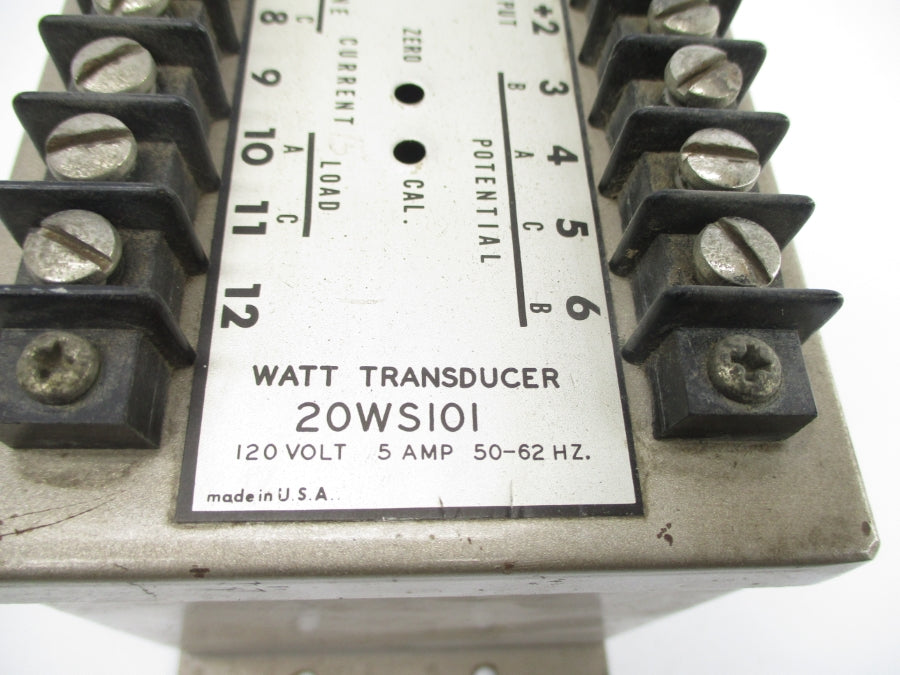 8
C
9
CURRENT
10
A
LOAD
11
C
12
ZERO
CAL.
+2
3
B
4
A
POTENTIAL
5
C
6
B
WATT TRANSDUCER
20WS101
120 VOLT 5 AMP 50-62 HZ.
made in U.S.A.